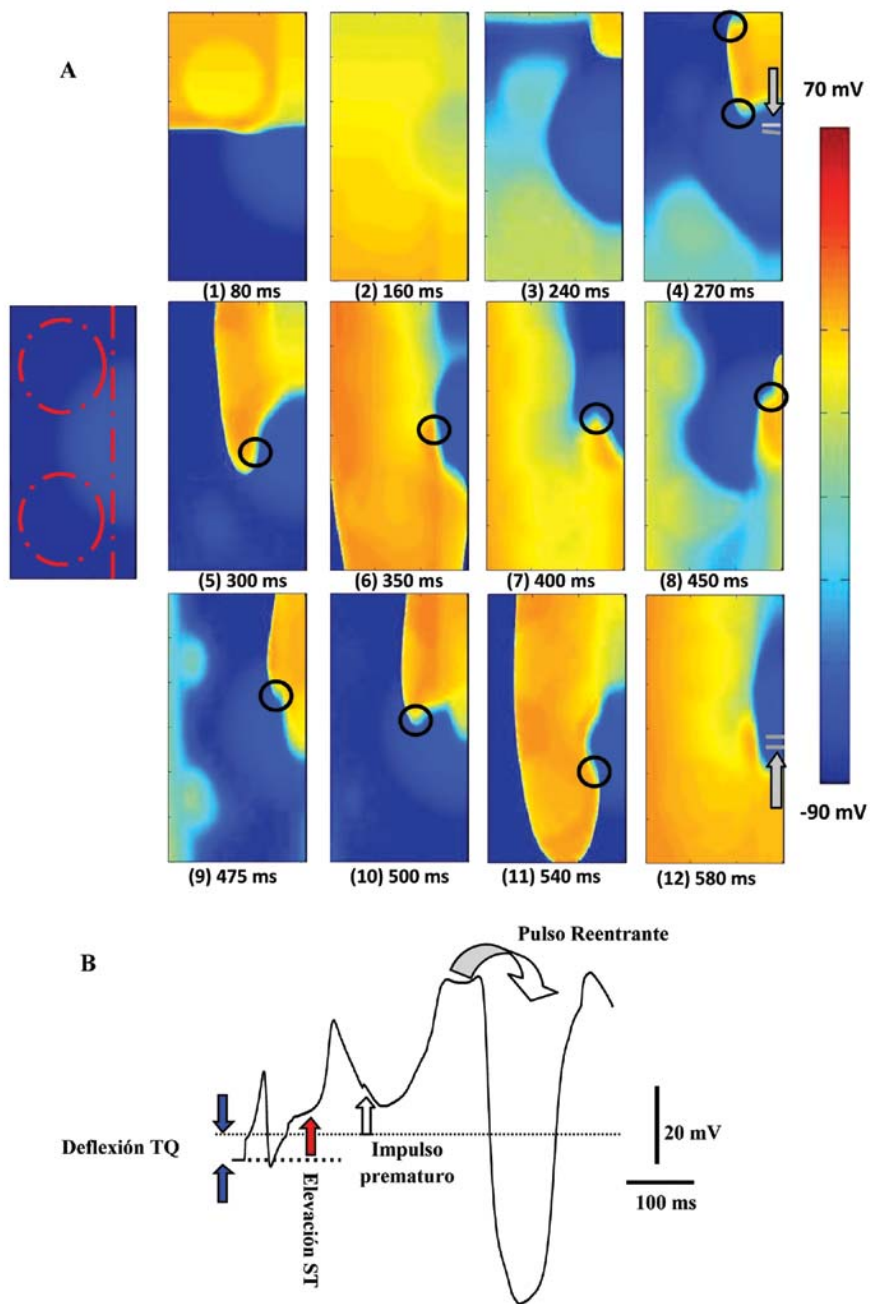 A
70 mV
(1) 80 ms
(2) 160 ms
(3) 240 ms
(4) 270 ms
(5) 300 ms
(6) 350 ms
(7) 400 ms
(8) 450 ms
-90 mV
(9) 475 ms
(10) 500 ms
(11) 540 ms
(12) 580 ms
B
Pulso Reentrante
Deflexión TQ
Elevación ST
Impulso
prematuro
20 mV
100 ms